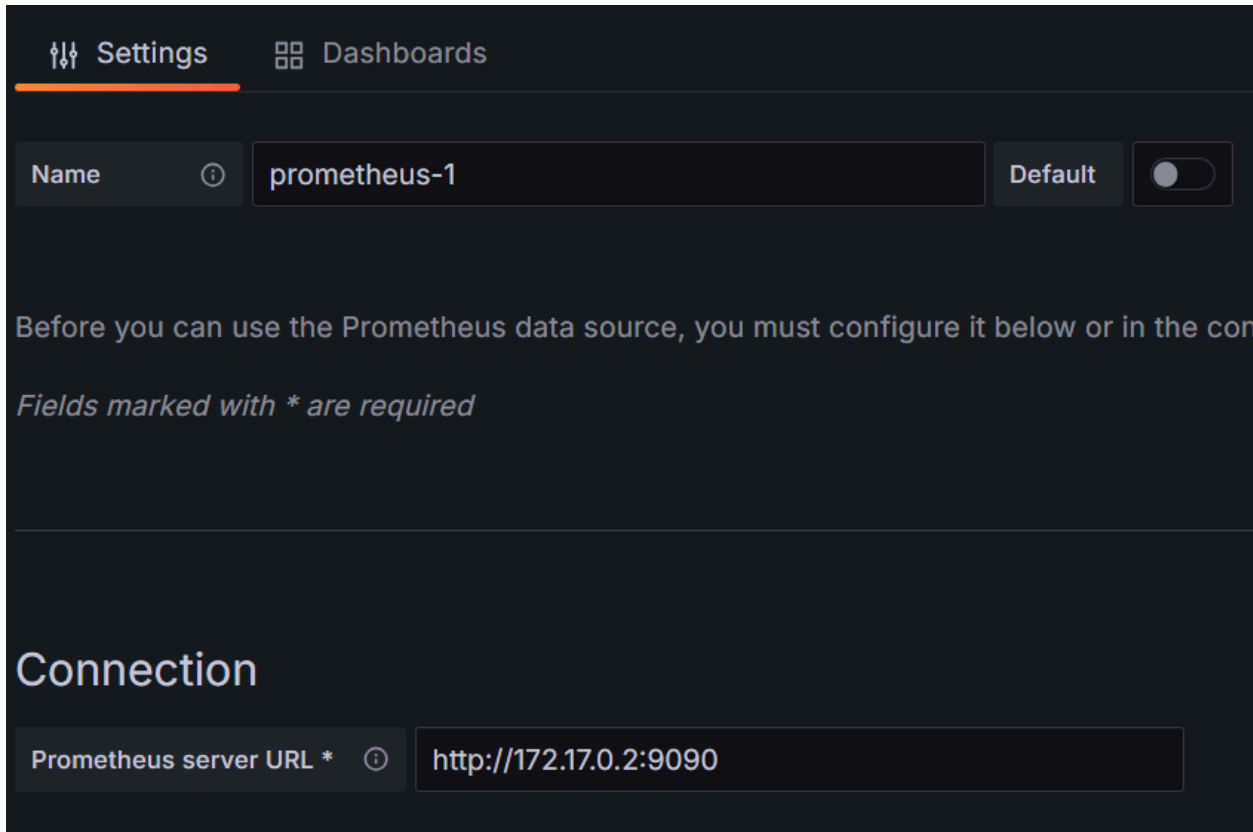 Settings Dashboards
Name prometheus-1 Default
Before you can use the Prometheus data source, you must configure it below or in the
Fields marked with * are required
Connection
Prometheus server URL * http://172.17.0.2:9090